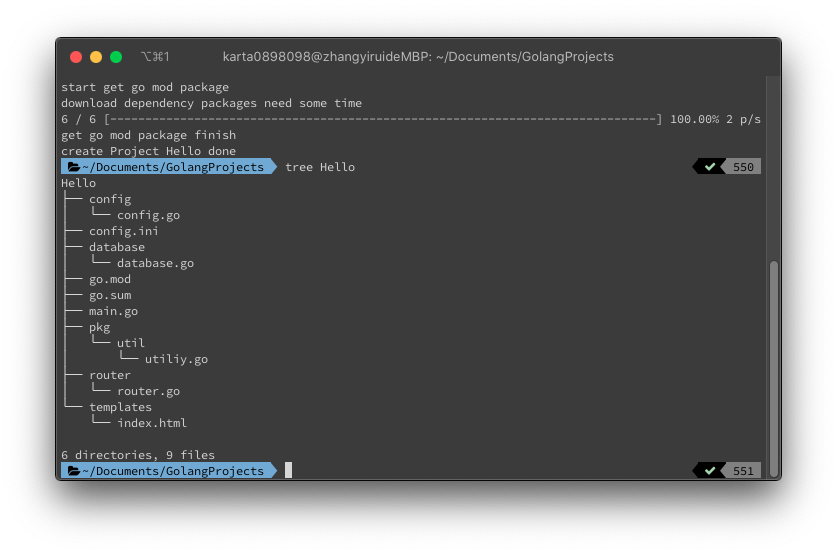 ⌥⌘1 karta0898098@zhangyiruideMBP: ~/Documents/GolangProjects
start get go mod package
download dependency packages need some time
6 / 6 [------------------------------------------------------------------------------] 100.00% 2 p/s
get go mod package finish
create Project Hello done
~/Documents/GolangProjects tree Hello ✔ 550
Hello
├── config
│   └── config.go
├── config.ini
├── database
│   └── database.go
├── go.mod
├── go.sum
├── main.go
├── pkg
│   └── util
│       └── utiliy.go
├── router
│   └── router.go
└── templates
    └── index.html
6 directories, 9 files
~/Documents/GolangProjects ✔ 551